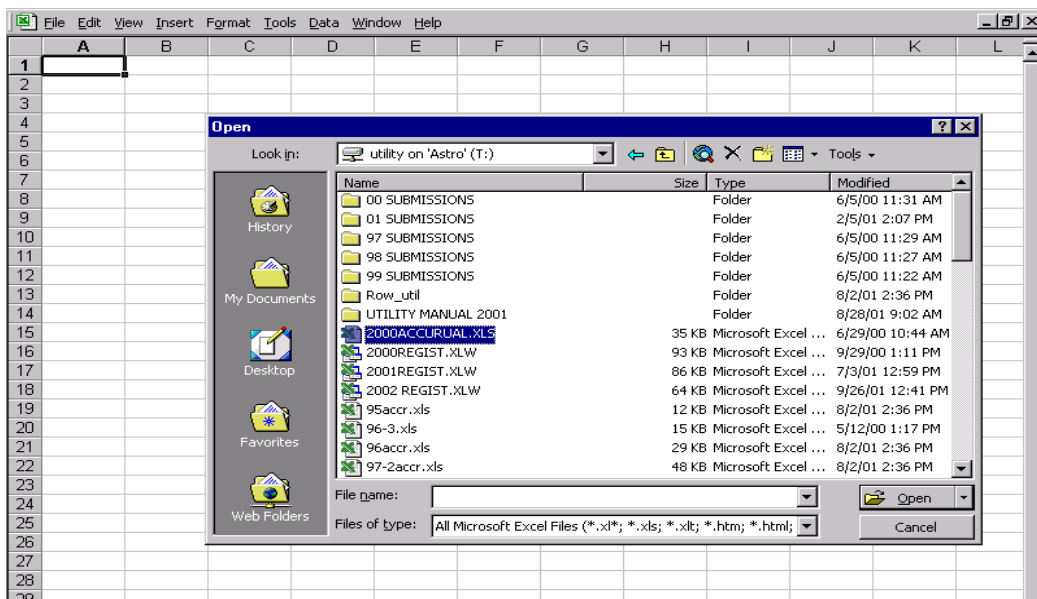 File Edit View Insert Format Tools Data Window Help
A B C D E F G H I J K L
1
2
3
4
Open
5
Look in: utility on 'Astro' (T:) Tools
6
7
Name Size Type Modified
8
00 SUBMISSIONS Folder 6/5/00 11:31 AM
9
01 SUBMISSIONS Folder 2/5/01 2:07 PM
History
10
97 SUBMISSIONS Folder 6/5/00 11:29 AM
11
98 SUBMISSIONS Folder 6/5/00 11:27 AM
12
99 SUBMISSIONS Folder 6/5/00 11:22 AM
13
My Documents
Row_util Folder 8/2/01 2:36 PM
14
UTILITY MANUAL 2001 Folder 8/28/01 9:02 AM
15
2000ACCURUAL.XLS 35 KB Microsoft Excel ... 6/29/00 10:44 AM
16
2000REGIST.XLW 93 KB Microsoft Excel ... 9/29/00 1:11 PM
17
Desktop
2001REGIST.XLW 86 KB Microsoft Excel ... 7/3/01 12:59 PM
18
2002 REGIST.XLW 64 KB Microsoft Excel ... 9/26/01 12:41 PM
19
95accr.xls 12 KB Microsoft Excel ... 8/2/01 2:36 PM
20
96-3.xls 15 KB Microsoft Excel ... 5/12/00 1:17 PM
21
Favorites
96accr.xls 29 KB Microsoft Excel ... 8/2/01 2:36 PM
22
97-2accr.xls 48 KB Microsoft Excel ... 8/2/01 2:36 PM
23
File name: Open
24
Web Folders
25
Files of type: All Microsoft Excel Files (*.xl*; *.xls; *.xlt; *.htm; *.html; Cancel
26
27
28
29